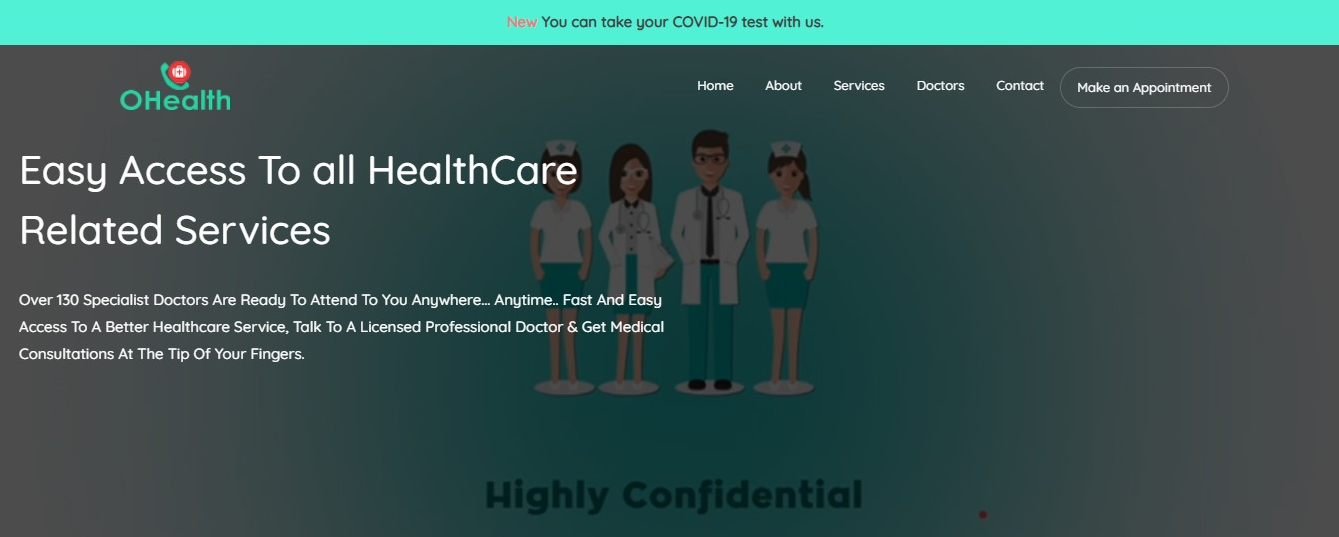 New You can take your COVID-19 test with us.
OHealth
Home About Services Doctors Contact Make an Appointment
Easy Access To all HealthCare
Related Services
Over 130 Specialist Doctors Are Ready To Attend To You Anywhere... Anytime.. Fast And Easy
Access To A Better Healthcare Service, Talk To A Licensed Professional Doctor & Get Medical
Consultations At The Tip Of Your Fingers.
Highly Confidential